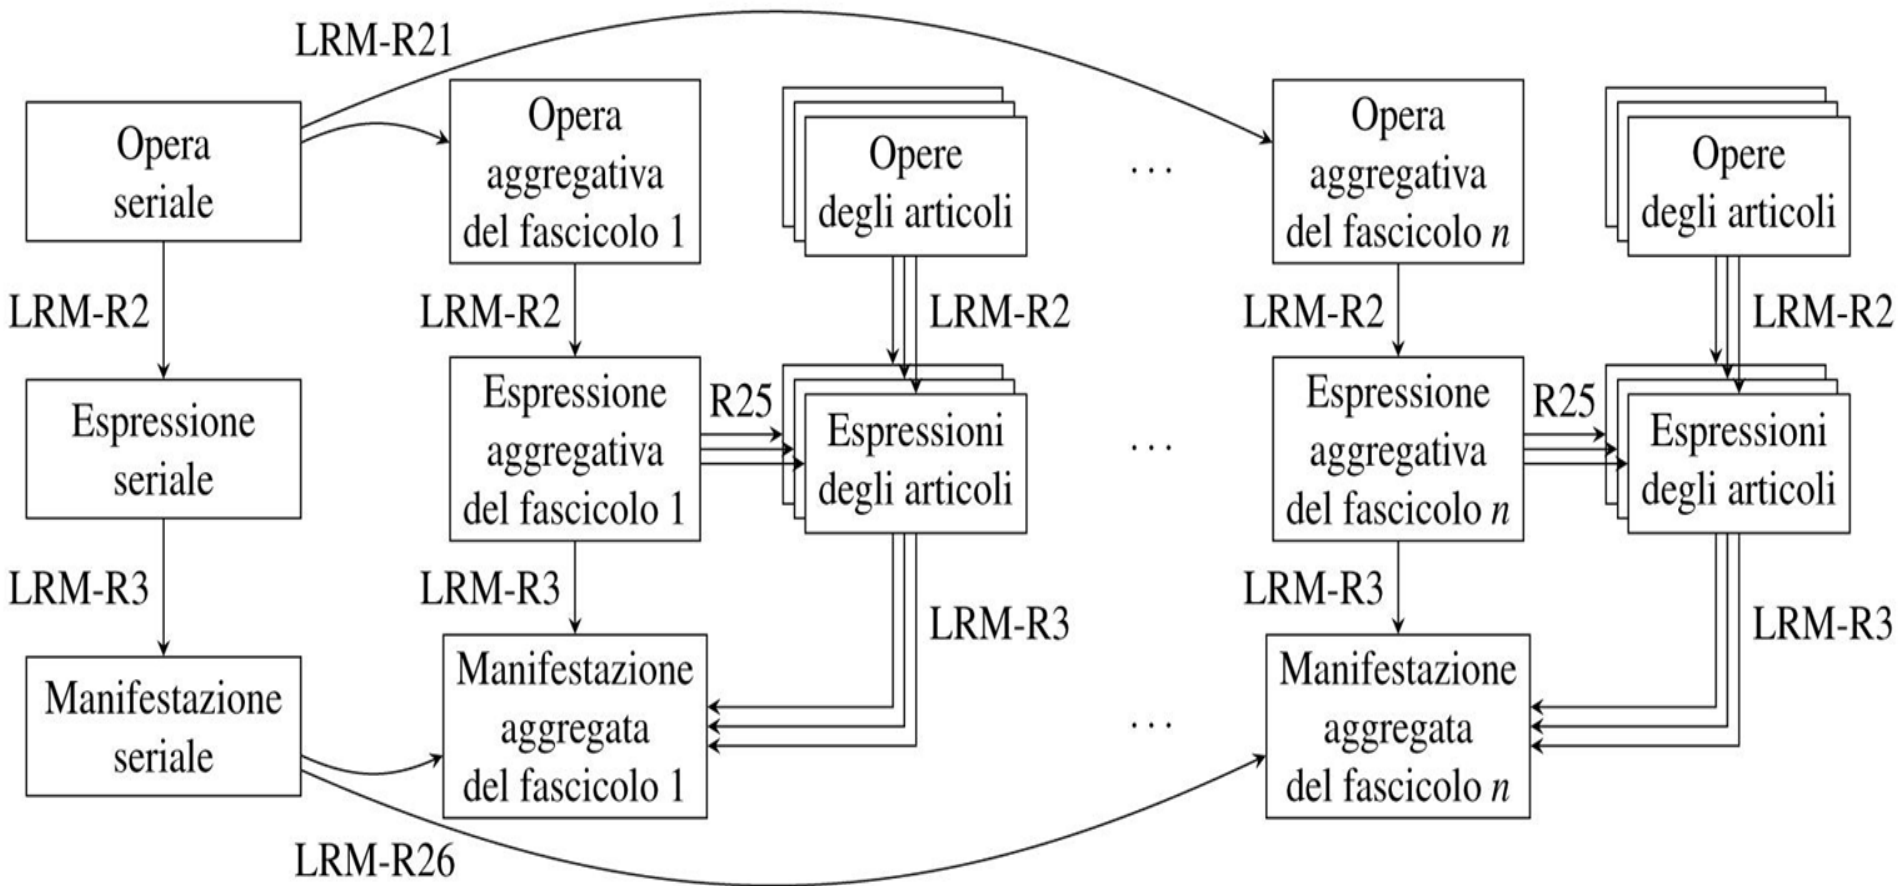 LRM-R21
Opera
seriale
Opera
aggregativa
del fascicolo 1
Opere
degli articoli
...
Opera
aggregativa
del fascicolo n
Opere
degli articoli
LRM-R2
LRM-R2
LRM-R2
LRM-R2
LRM-R2
Espressione
seriale
Espressione
aggregativa
del fascicolo 1
R25
Espressioni
degli articoli
...
Espressione
aggregativa
del fascicolo n
R25
Espressioni
degli articoli
LRM-R3
LRM-R3
LRM-R3
LRM-R3
LRM-R3
Manifestazione
seriale
Manifestazione
aggregata
del fascicolo 1
...
Manifestazione
aggregata
del fascicolo n
LRM-R26